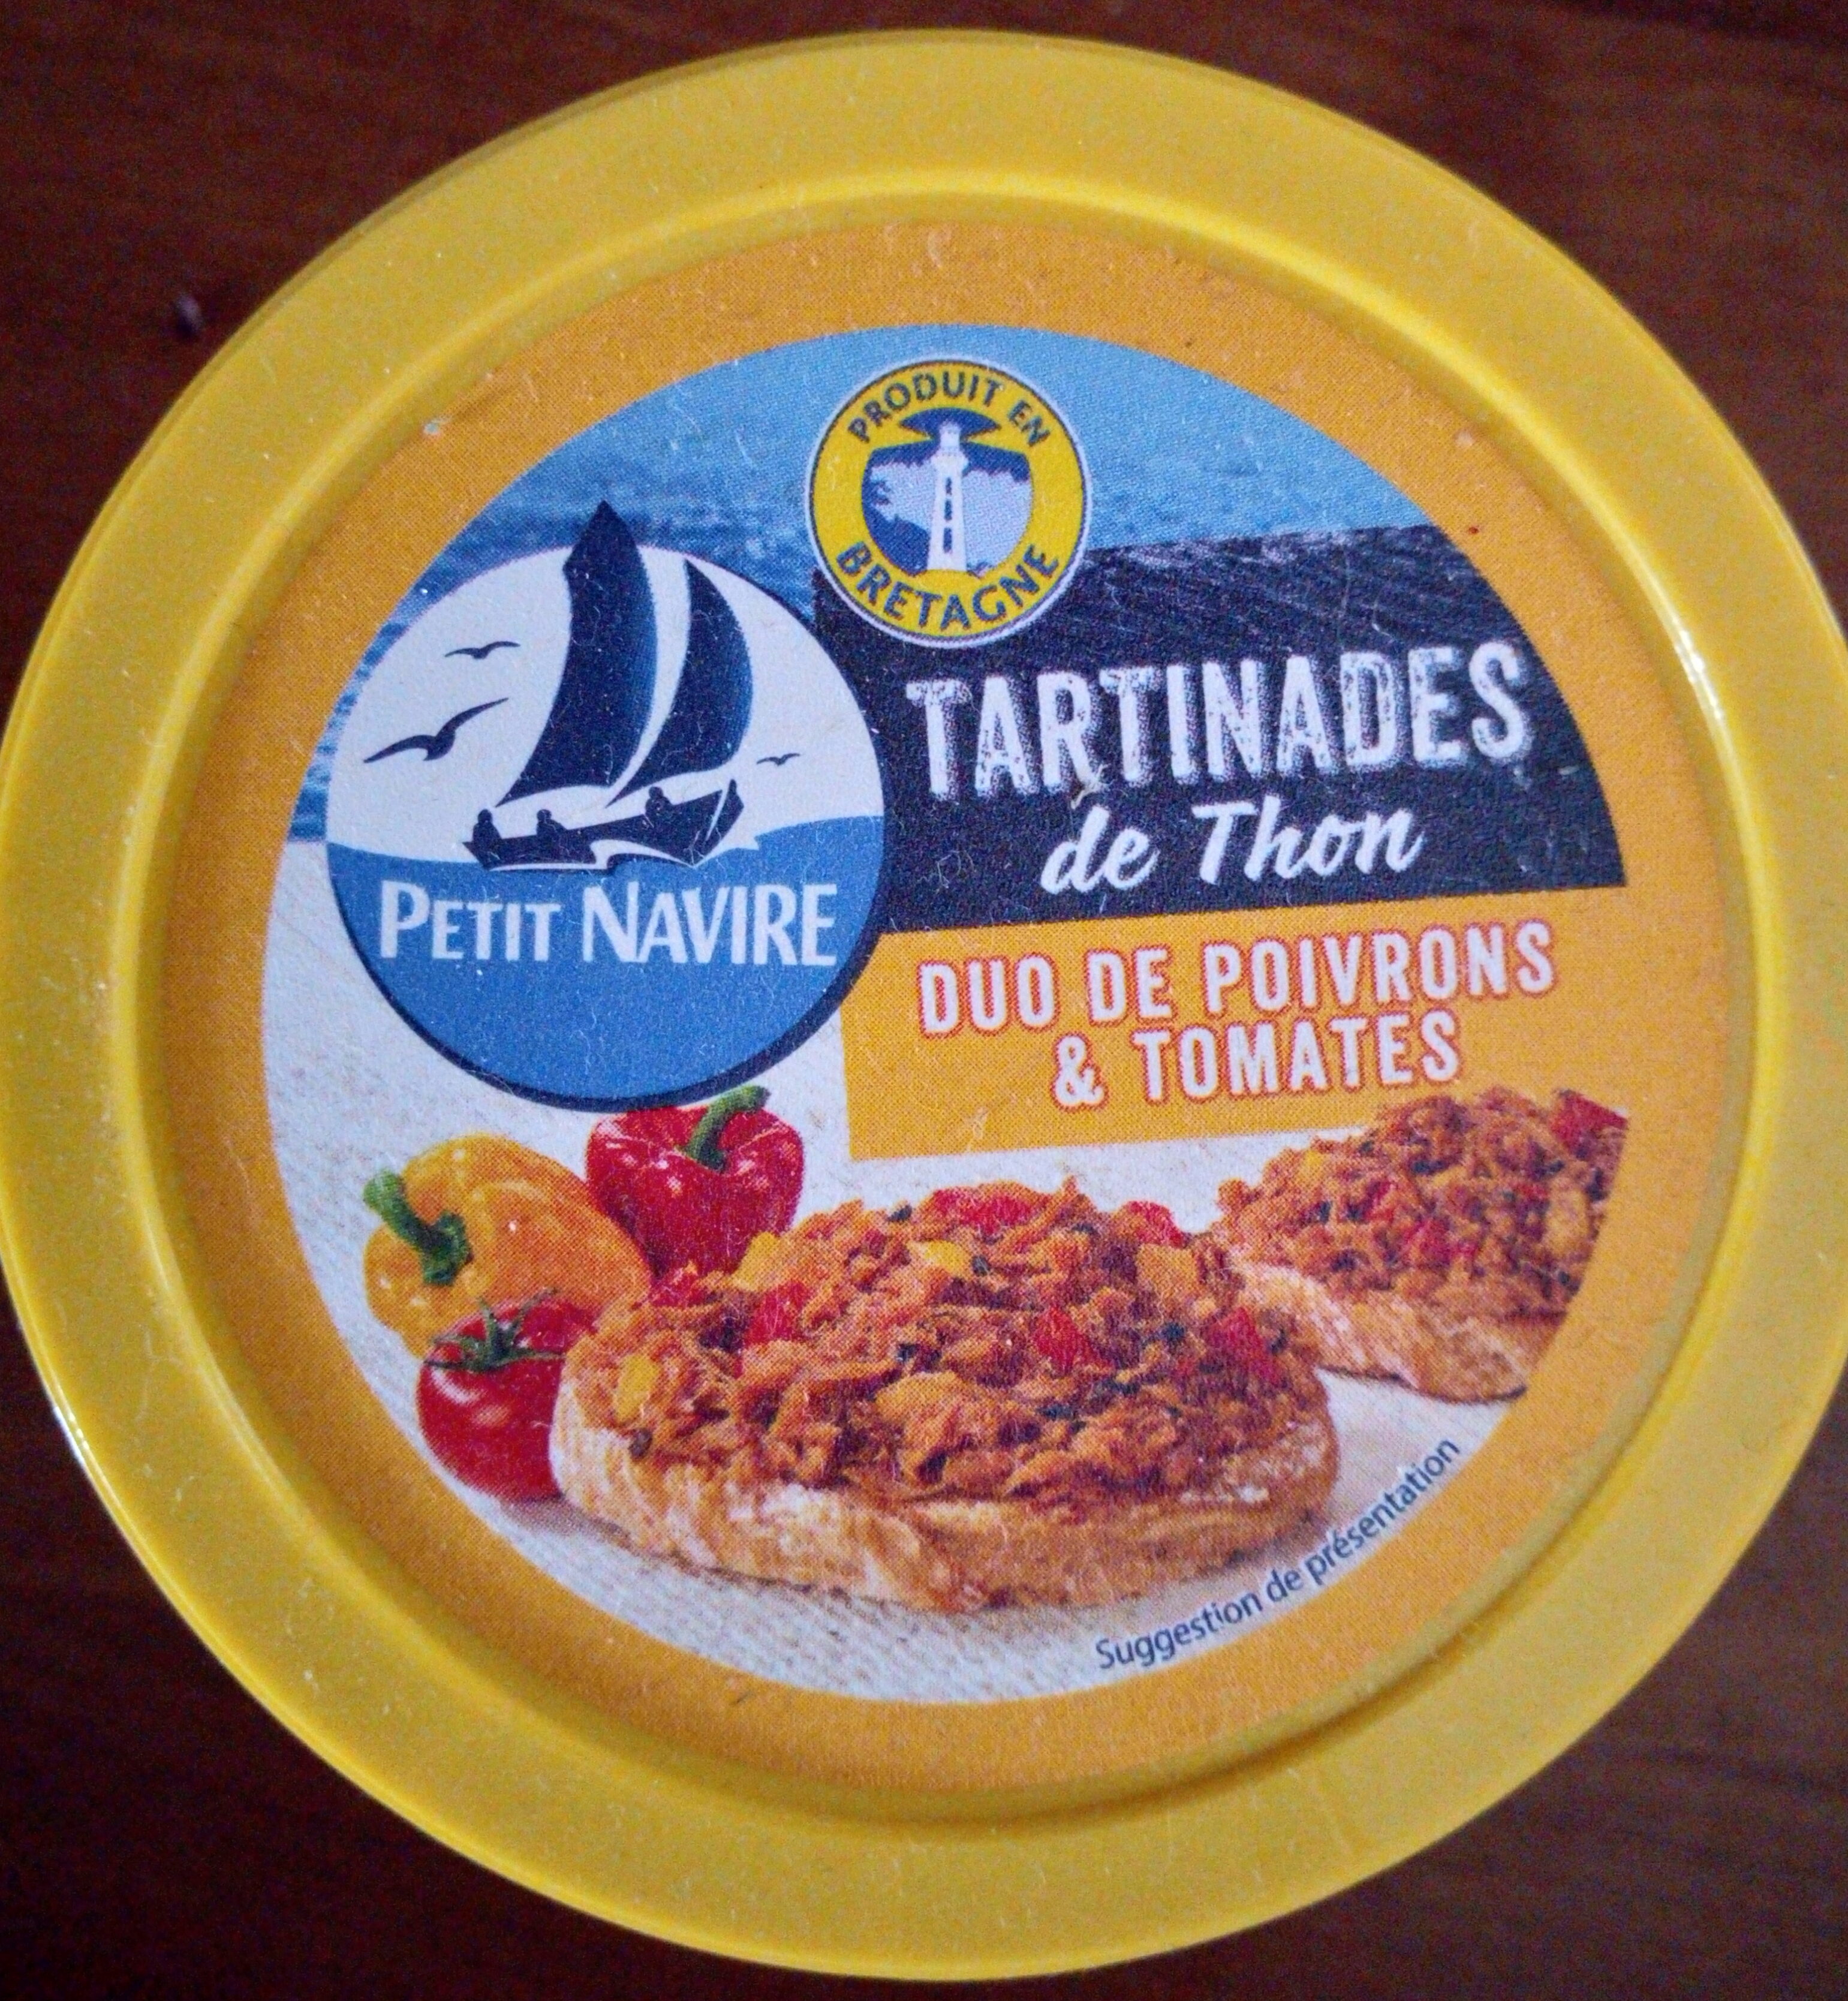 PRODUIT EN
BRETAGNE
PETIT NAVIRE
TARTINADES
de Thon
DUO DE POIVRONS
& TOMATES
Suggestion de présentation